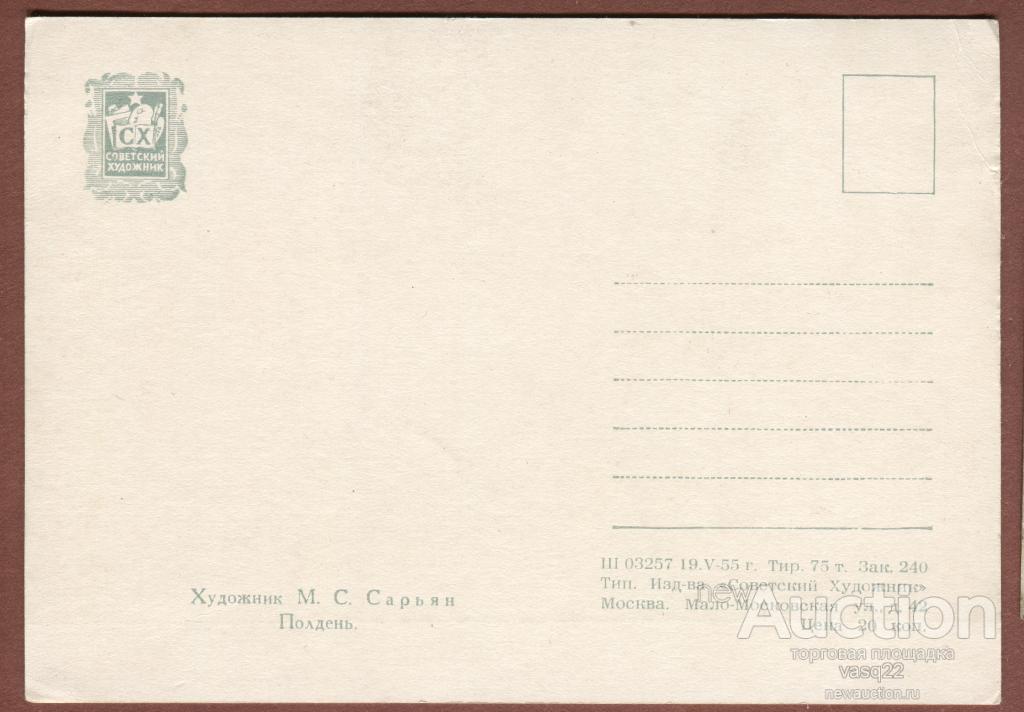 СХ
СОВЕТСКИЙ
ХУДОЖНИК
Ш 03257 19.V-55 г. Тир. 75 т. Зак. 240
Тип. Изд-ва «Советский Художник»
Москва. Мало-Московская ул. д. 42
Цена 20 коп.
Художник М. С. Сарьян
Полдень.
newAuction
торговая площадка
vasq22
newauction.ru